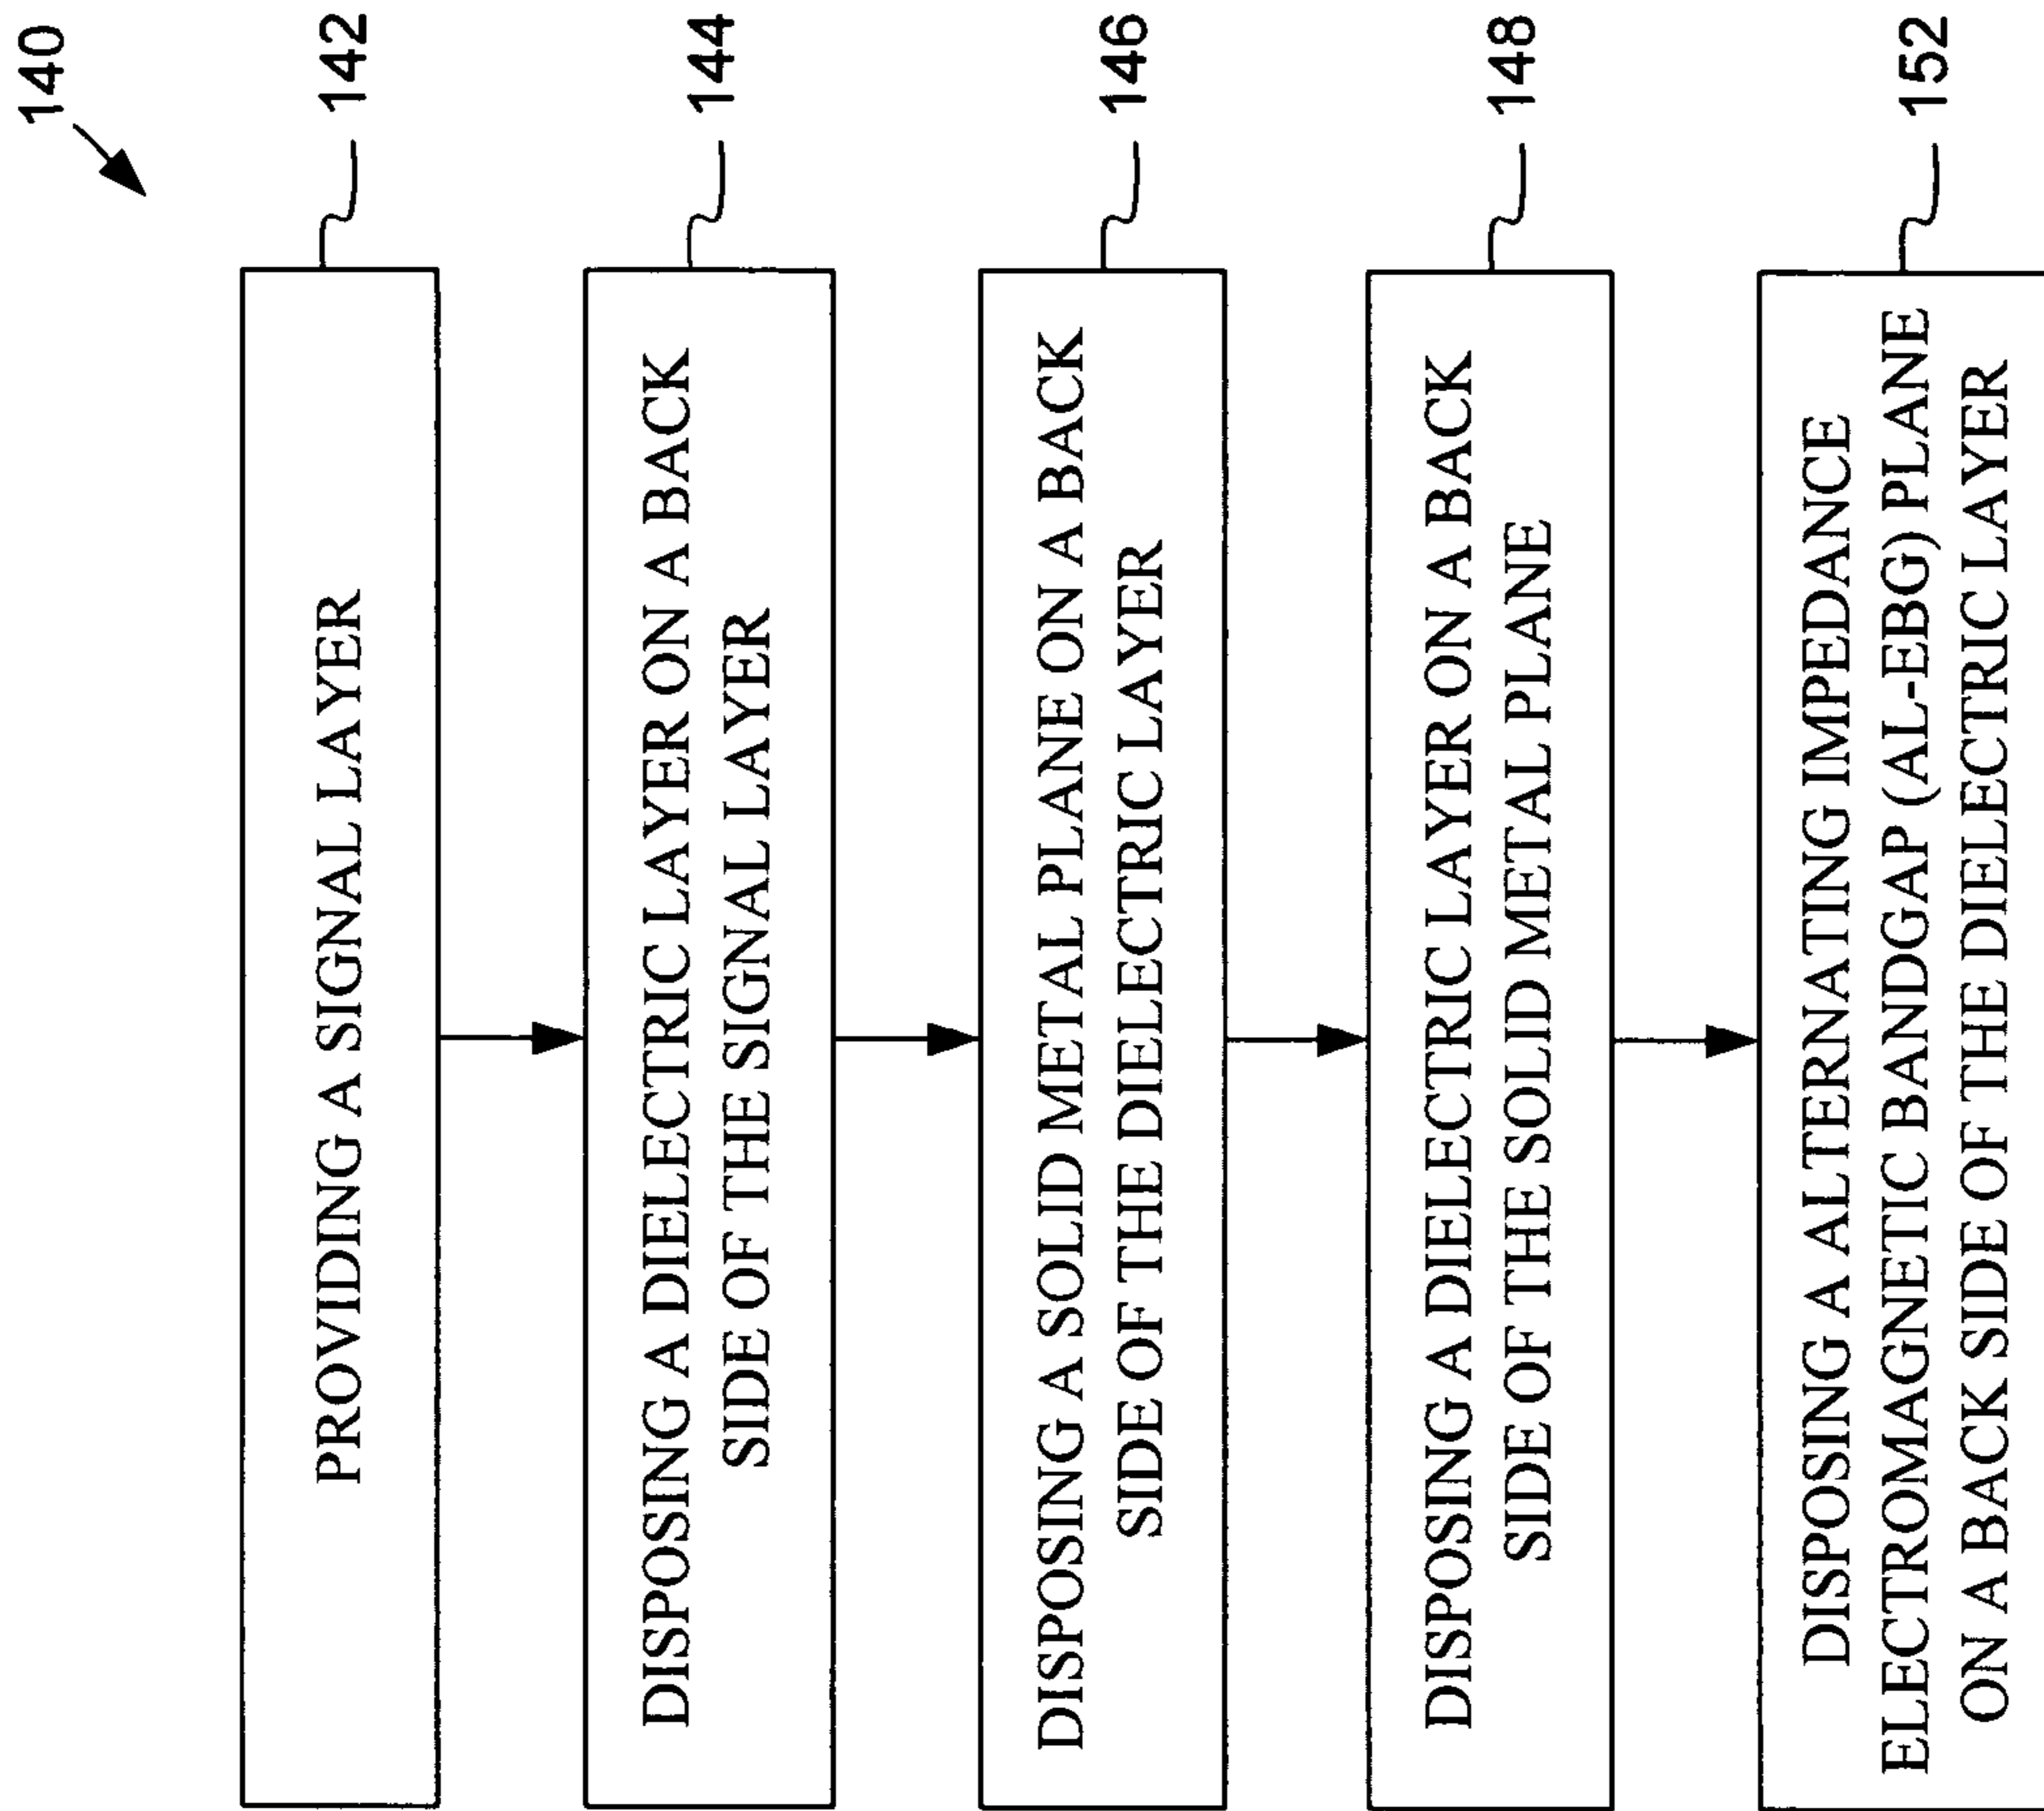 140
PROVIDING A SIGNAL LAYER
142
DISPOSING A DIELECTRIC LAYER ON A BACK
SIDE OF THE SIGNAL LAYER
144
DISPOSING A SOLID METAL PLANE ON A BACK
SIDE OF THE DIELECTRIC LAYER
146
DISPOSING A DIELECTRIC LAYER ON A BACK
SIDE OF THE SOLID METAL PLANE
148
DISPOSING A ALTERNATING IMPEDANCE
ELECTROMAGNETIC BANDGAP (AL-EBG) PLANE
ON A BACK SIDE OF THE DIELECTRIC LAYER
152